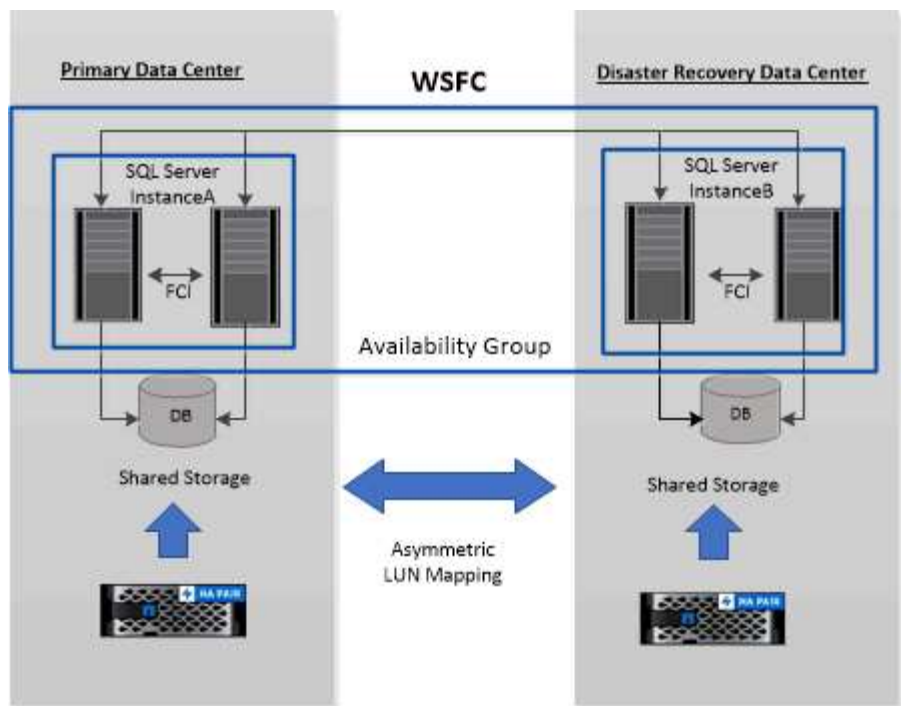 Primary Data Center
WSFC
Disaster Recovery Data Center
SQL Server
InstanceA
SQL Server
InstanceB
FCI
FCI
Availability Group
DB
DB
Shared Storage
Shared Storage
Asymmetric
LUN Mapping
HA PAIR
HA PAIR